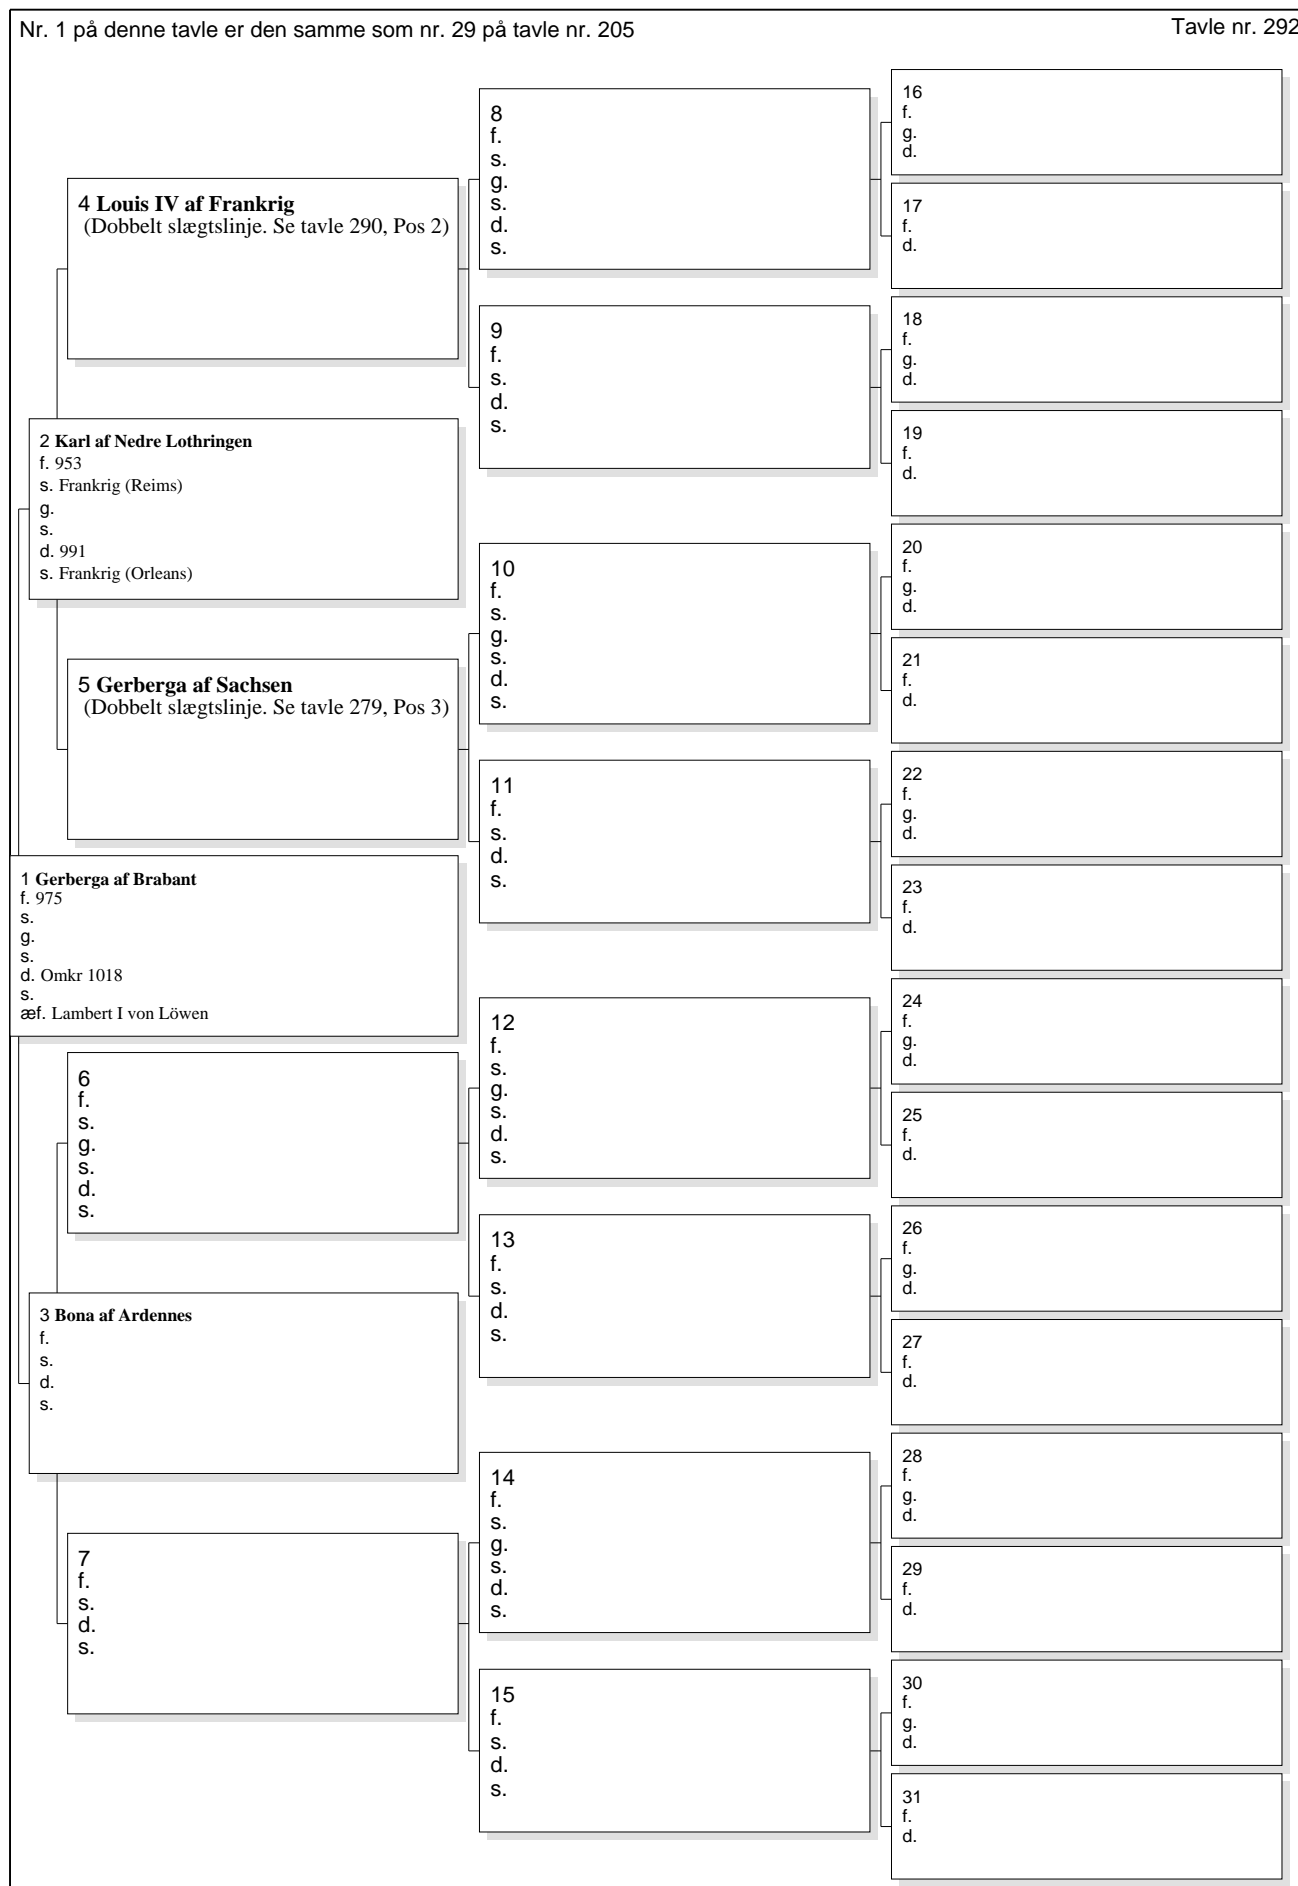 Nr. 1 på denne tavle er den samme som nr. 29 på tavle nr. 205
Tavle nr. 292
4 Louis IV af Frankrig
(Dobbelt slægtslinje. Se tavle 290, Pos 2)
2 Karl af Nedre Lothringen
f. 953
s. Frankrig (Reims)
g.
s.
d. 991
s. Frankrig (Orleans)
5 Gerberga af Sachsen
(Dobbelt slægtslinje. Se tavle 279, Pos 3)
1 Gerberga af Brabant
f. 975
s.
g.
s.
d. Omkr 1018
s.
æf. Lambert I von Löwen
6
f.
s.
g.
s.
d.
s.
3 Bona af Ardennes
f.
s.
d.
s.
7
f.
s.
d.
s.
8
f.
s.
g.
s.
d.
s.
9
f.
s.
d.
s.
10
f.
s.
g.
s.
d.
s.
11
f.
s.
d.
s.
12
f.
s.
g.
s.
d.
s.
13
f.
s.
d.
s.
14
f.
s.
g.
s.
d.
s.
15
f.
s.
d.
s.
16
f.
g.
d.
17
f.
d.
18
f.
g.
d.
19
f.
d.
20
f.
g.
d.
21
f.
d.
22
f.
g.
d.
23
f.
d.
24
f.
g.
d.
25
f.
d.
26
f.
g.
d.
27
f.
d.
28
f.
g.
d.
29
f.
d.
30
f.
g.
d.
31
f.
d.